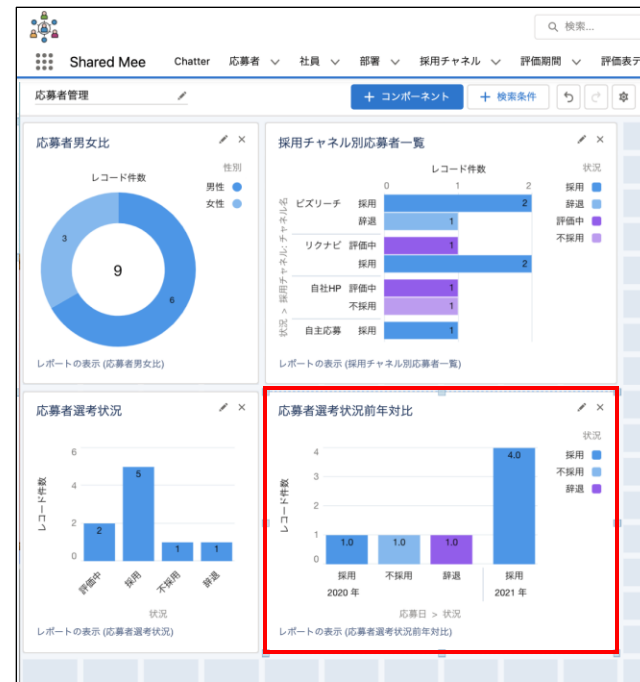 検索...
Shared Mee Chatter 応募者 社員 部署 採用チャネル 評価期間 評価表テ
応募者管理 + コンポーネント + 検索条件
応募者男女比
レコード件数
性別
男性
女性
3
9
6
レポートの表示 (応募者男女比)
採用チャネル別応募者一覧
レコード件数
状況
0 1 2
採用
辞退
評価中
不採用
状況 > 採用チャネル: チャネル名
ビズリーチ 採用 2
辞退 1
リクナビ 評価中 1
採用 2
自社HP 評価中 1
不採用 1
自主応募 採用 1
レポートの表示 (採用チャネル別応募者一覧)
応募者選考状況
レコード件数
6
4
2
0
2 5 1 1
評価中 採用 不採用 辞退
状況
レポートの表示 (応募者選考状況)
応募者選考状況前年対比
状況
採用
不採用
辞退
レコード件数
4
3
2
1
0
1.0 1.0 1.0 4.0
採用 不採用 辞退 採用
2020 年 2021 年
応募日 > 状況
レポートの表示 (応募者選考状況前年対比)